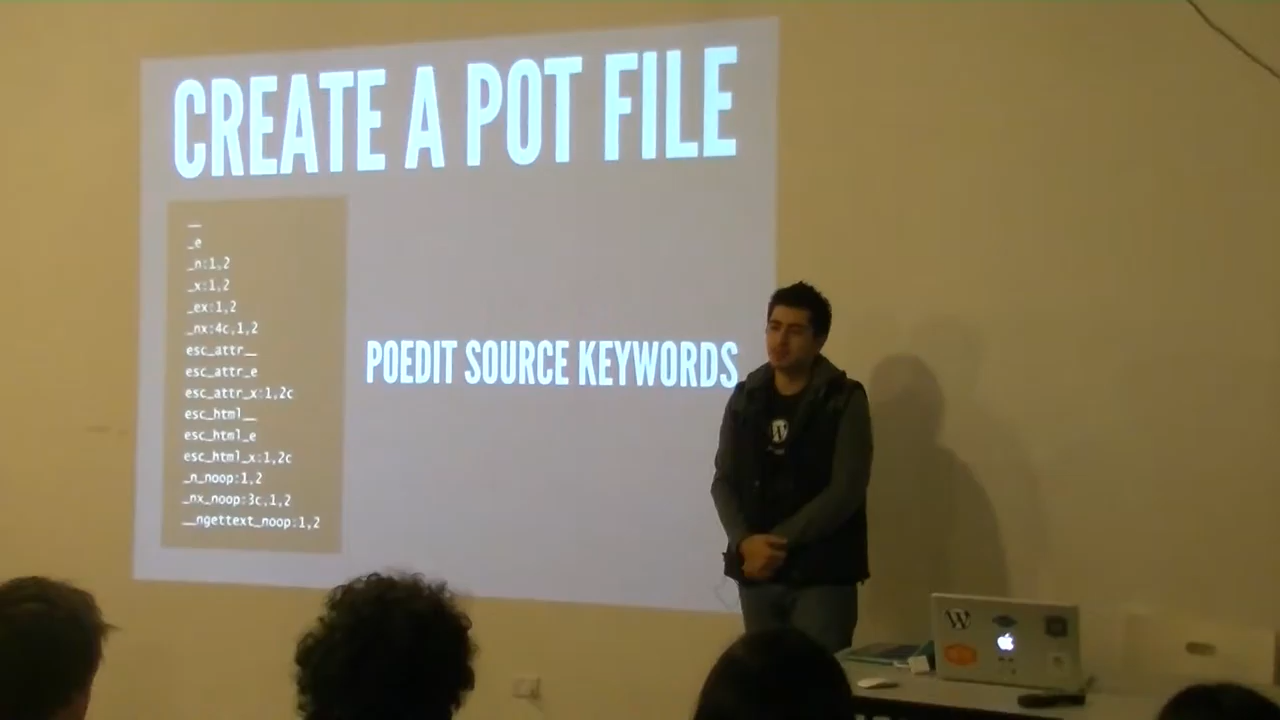 CREATE A POT FILE
__
_e
_n:1,2
_x:1,2
_ex:1,2
_nx:4c,1,2
esc_attr__
esc_attr_e
esc_attr_x:1,2c
esc_html__
esc_html_e
esc_html_x:1,2c
_n_noop:1,2
_nx_noop:3c,1,2
__ngettext_noop:1,2
POEDIT SOURCE KEYWORDS
W
W